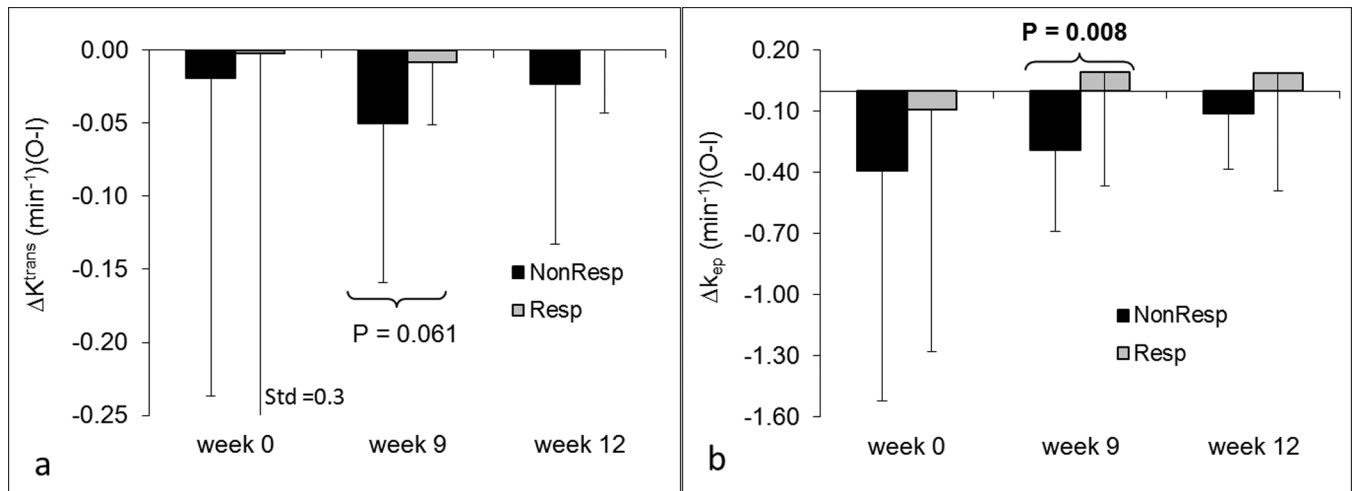 0.00
-0.05
-0.10
-0.15
-0.20
-0.25
ΔK^trans (min⁻¹)(O-I)
NonResp
Resp
P = 0.061
Std =0.3
week 0 week 9 week 12
a
P = 0.008
0.20
-0.10
-0.40
-0.70
-1.00
-1.30
-1.60
Δk_ep (min⁻¹)(O-I)
NonResp
Resp
week 0 week 9 week 12
b